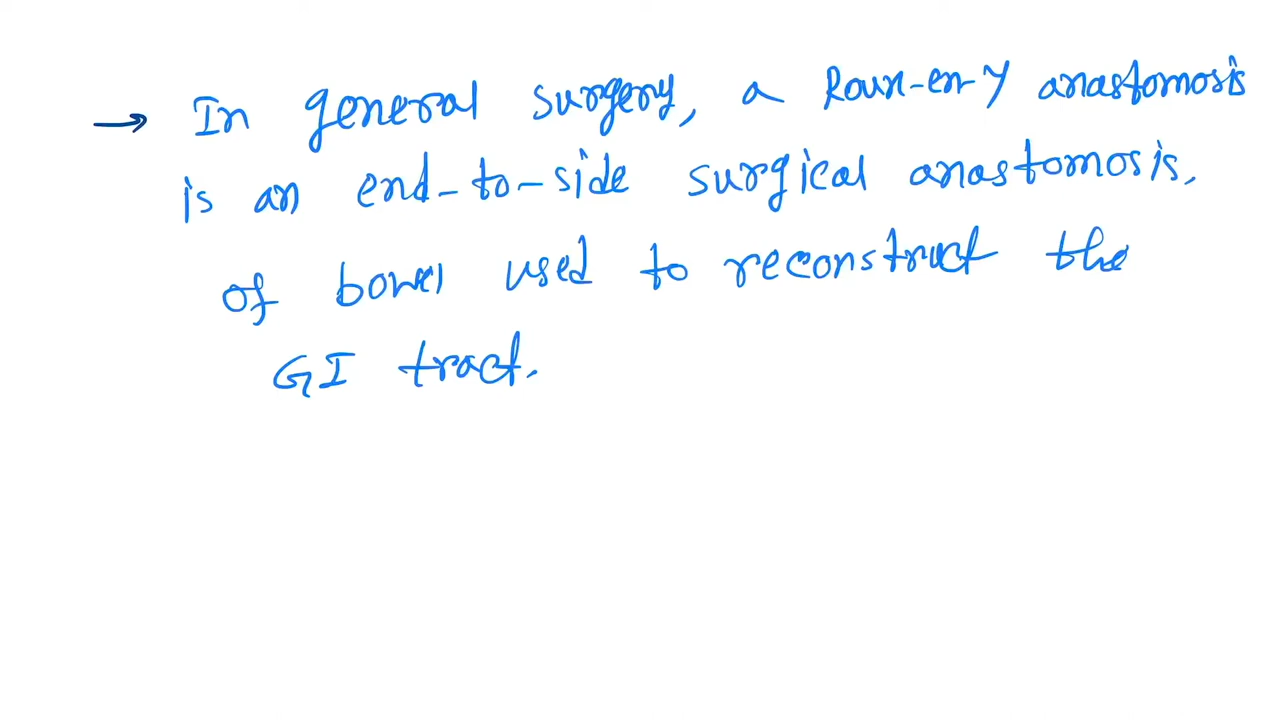 → In general surgery, a Roux-en-Y anastomosis
is an end-to-side surgical anastomosis.
of bowel used to reconstruct the
GI tract.